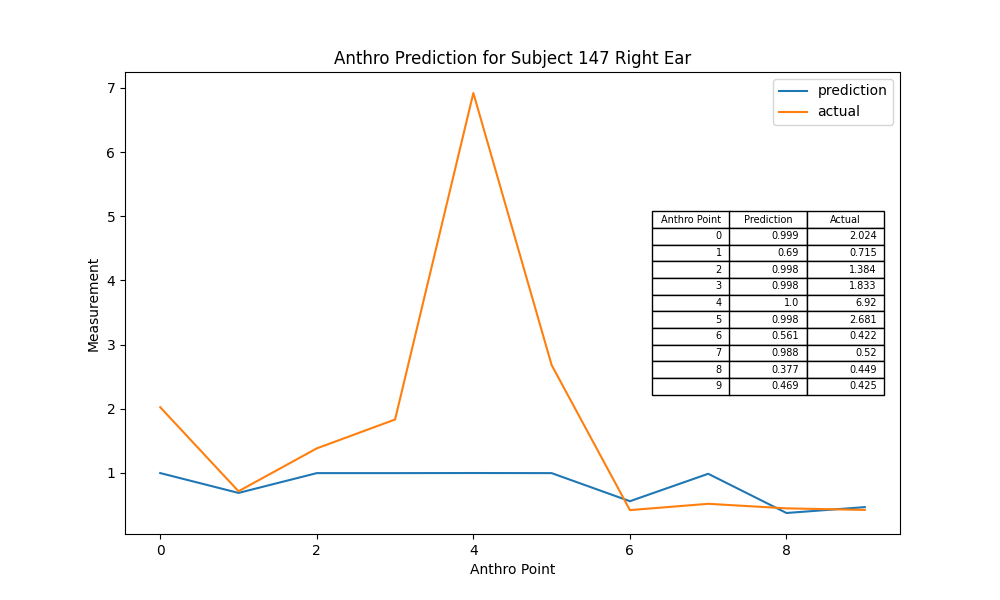 Anthro Prediction for Subject 147 Right Ear
prediction
actual
7
6
5
4
3
2
1
Measurement
Anthro Point Prediction Actual
0 0.999 2.024
1 0.69 0.715
2 0.998 1.384
3 0.998 1.833
4 1.0 6.92
5 0.998 2.681
6 0.561 0.422
7 0.988 0.52
8 0.377 0.449
9 0.469 0.425
0 2 4 6 8
Anthro Point